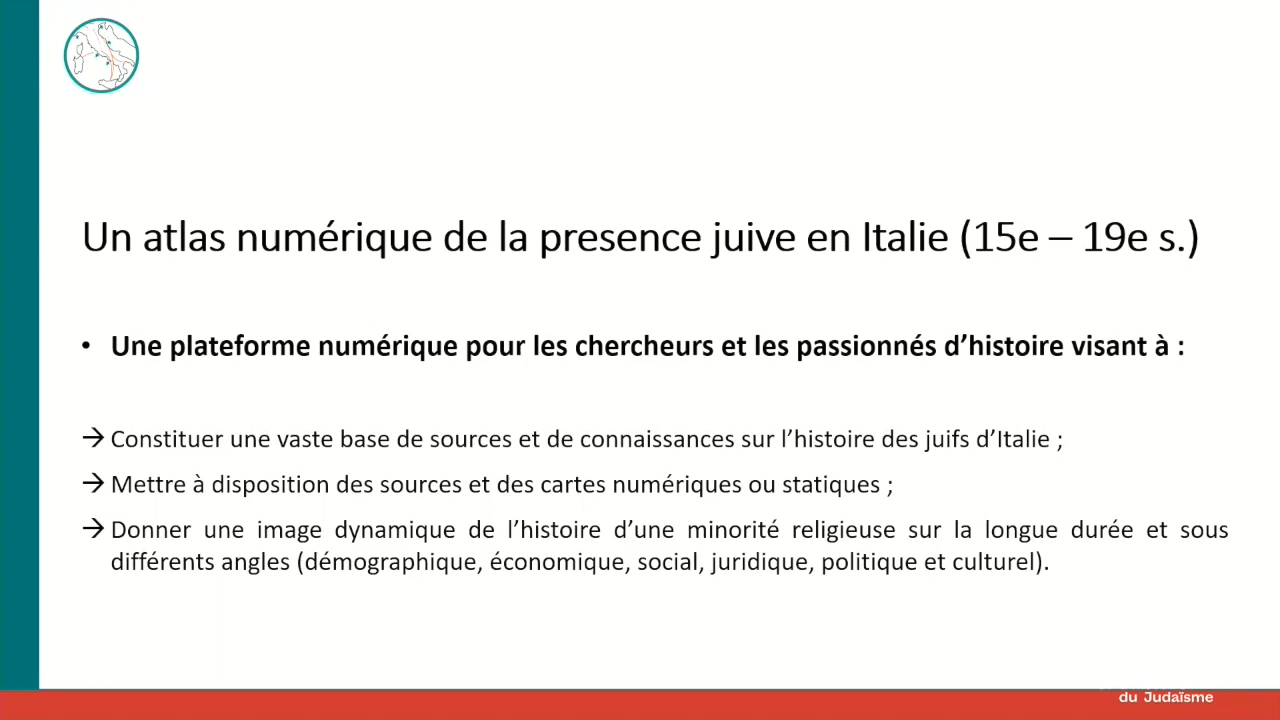 Un atlas numérique de la presence juive en Italie (15e – 19e s.)
• Une plateforme numérique pour les chercheurs et les passionnés d’histoire visant à :
→ Constituer une vaste base de sources et de connaissances sur l’histoire des juifs d’Italie ;
→ Mettre à disposition des sources et des cartes numériques ou statiques ;
→ Donner une image dynamique de l’histoire d’une minorité religieuse sur la longue durée et sous
différents angles (démographique, économique, social, juridique, politique et culturel).
du Judaïsme